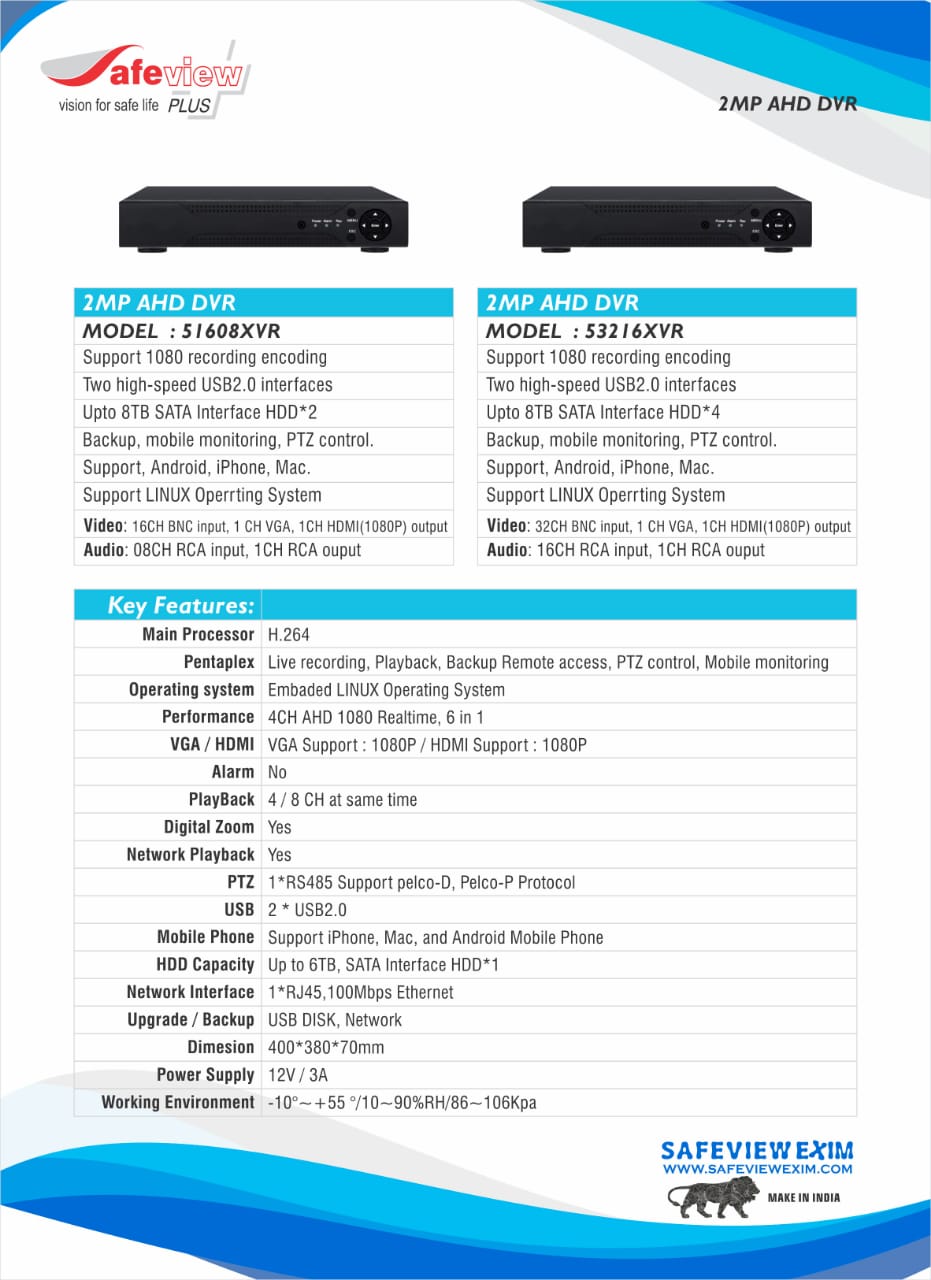 Safeview
vision for safe life PLUS
2MP AHD DVR
Power Alarm Rec MENU
Enter
ESC
Power Alarm Rec MENU
Enter
ESC
2MP AHD DVR
MODEL : 51608XVR
Support 1080 recording encoding
Two high-speed USB2.0 interfaces
Upto 8TB SATA Interface HDD*2
Backup, mobile monitoring, PTZ control.
Support, Android, iPhone, Mac.
Support LINUX Operrting System
Video: 16CH BNC input, 1 CH VGA, 1CH HDMI(1080P) output
Audio: 08CH RCA input, 1CH RCA ouput
2MP AHD DVR
MODEL : 53216XVR
Support 1080 recording encoding
Two high-speed USB2.0 interfaces
Upto 8TB SATA Interface HDD*4
Backup, mobile monitoring, PTZ control.
Support, Android, iPhone, Mac.
Support LINUX Operrting System
Video: 32CH BNC input, 1 CH VGA, 1CH HDMI(1080P) output
Audio: 16CH RCA input, 1CH RCA ouput
Key Features:
Main Processor H.264
Pentaplex Live recording, Playback, Backup Remote access, PTZ control, Mobile monitoring
Operating system Embaded LINUX Operating System
Performance 4CH AHD 1080 Realtime, 6 in 1
VGA / HDMI VGA Support : 1080P / HDMI Support : 1080P
Alarm No
PlayBack 4 / 8 CH at same time
Digital Zoom Yes
Network Playback Yes
PTZ 1*RS485 Support pelco-D, Pelco-P Protocol
USB 2 * USB2.0
Mobile Phone Support iPhone, Mac, and Android Mobile Phone
HDD Capacity Up to 6TB, SATA Interface HDD*1
Network Interface 1*RJ45,100Mbps Ethernet
Upgrade / Backup USB DISK, Network
Dimesion 400*380*70mm
Power Supply 12V / 3A
Working Environment -10°~+55 °/10~90%RH/86~106Kpa
SAFEVIEW EXIM
WWW.SAFEVIEWEXIM.COM
MAKE IN INDIA